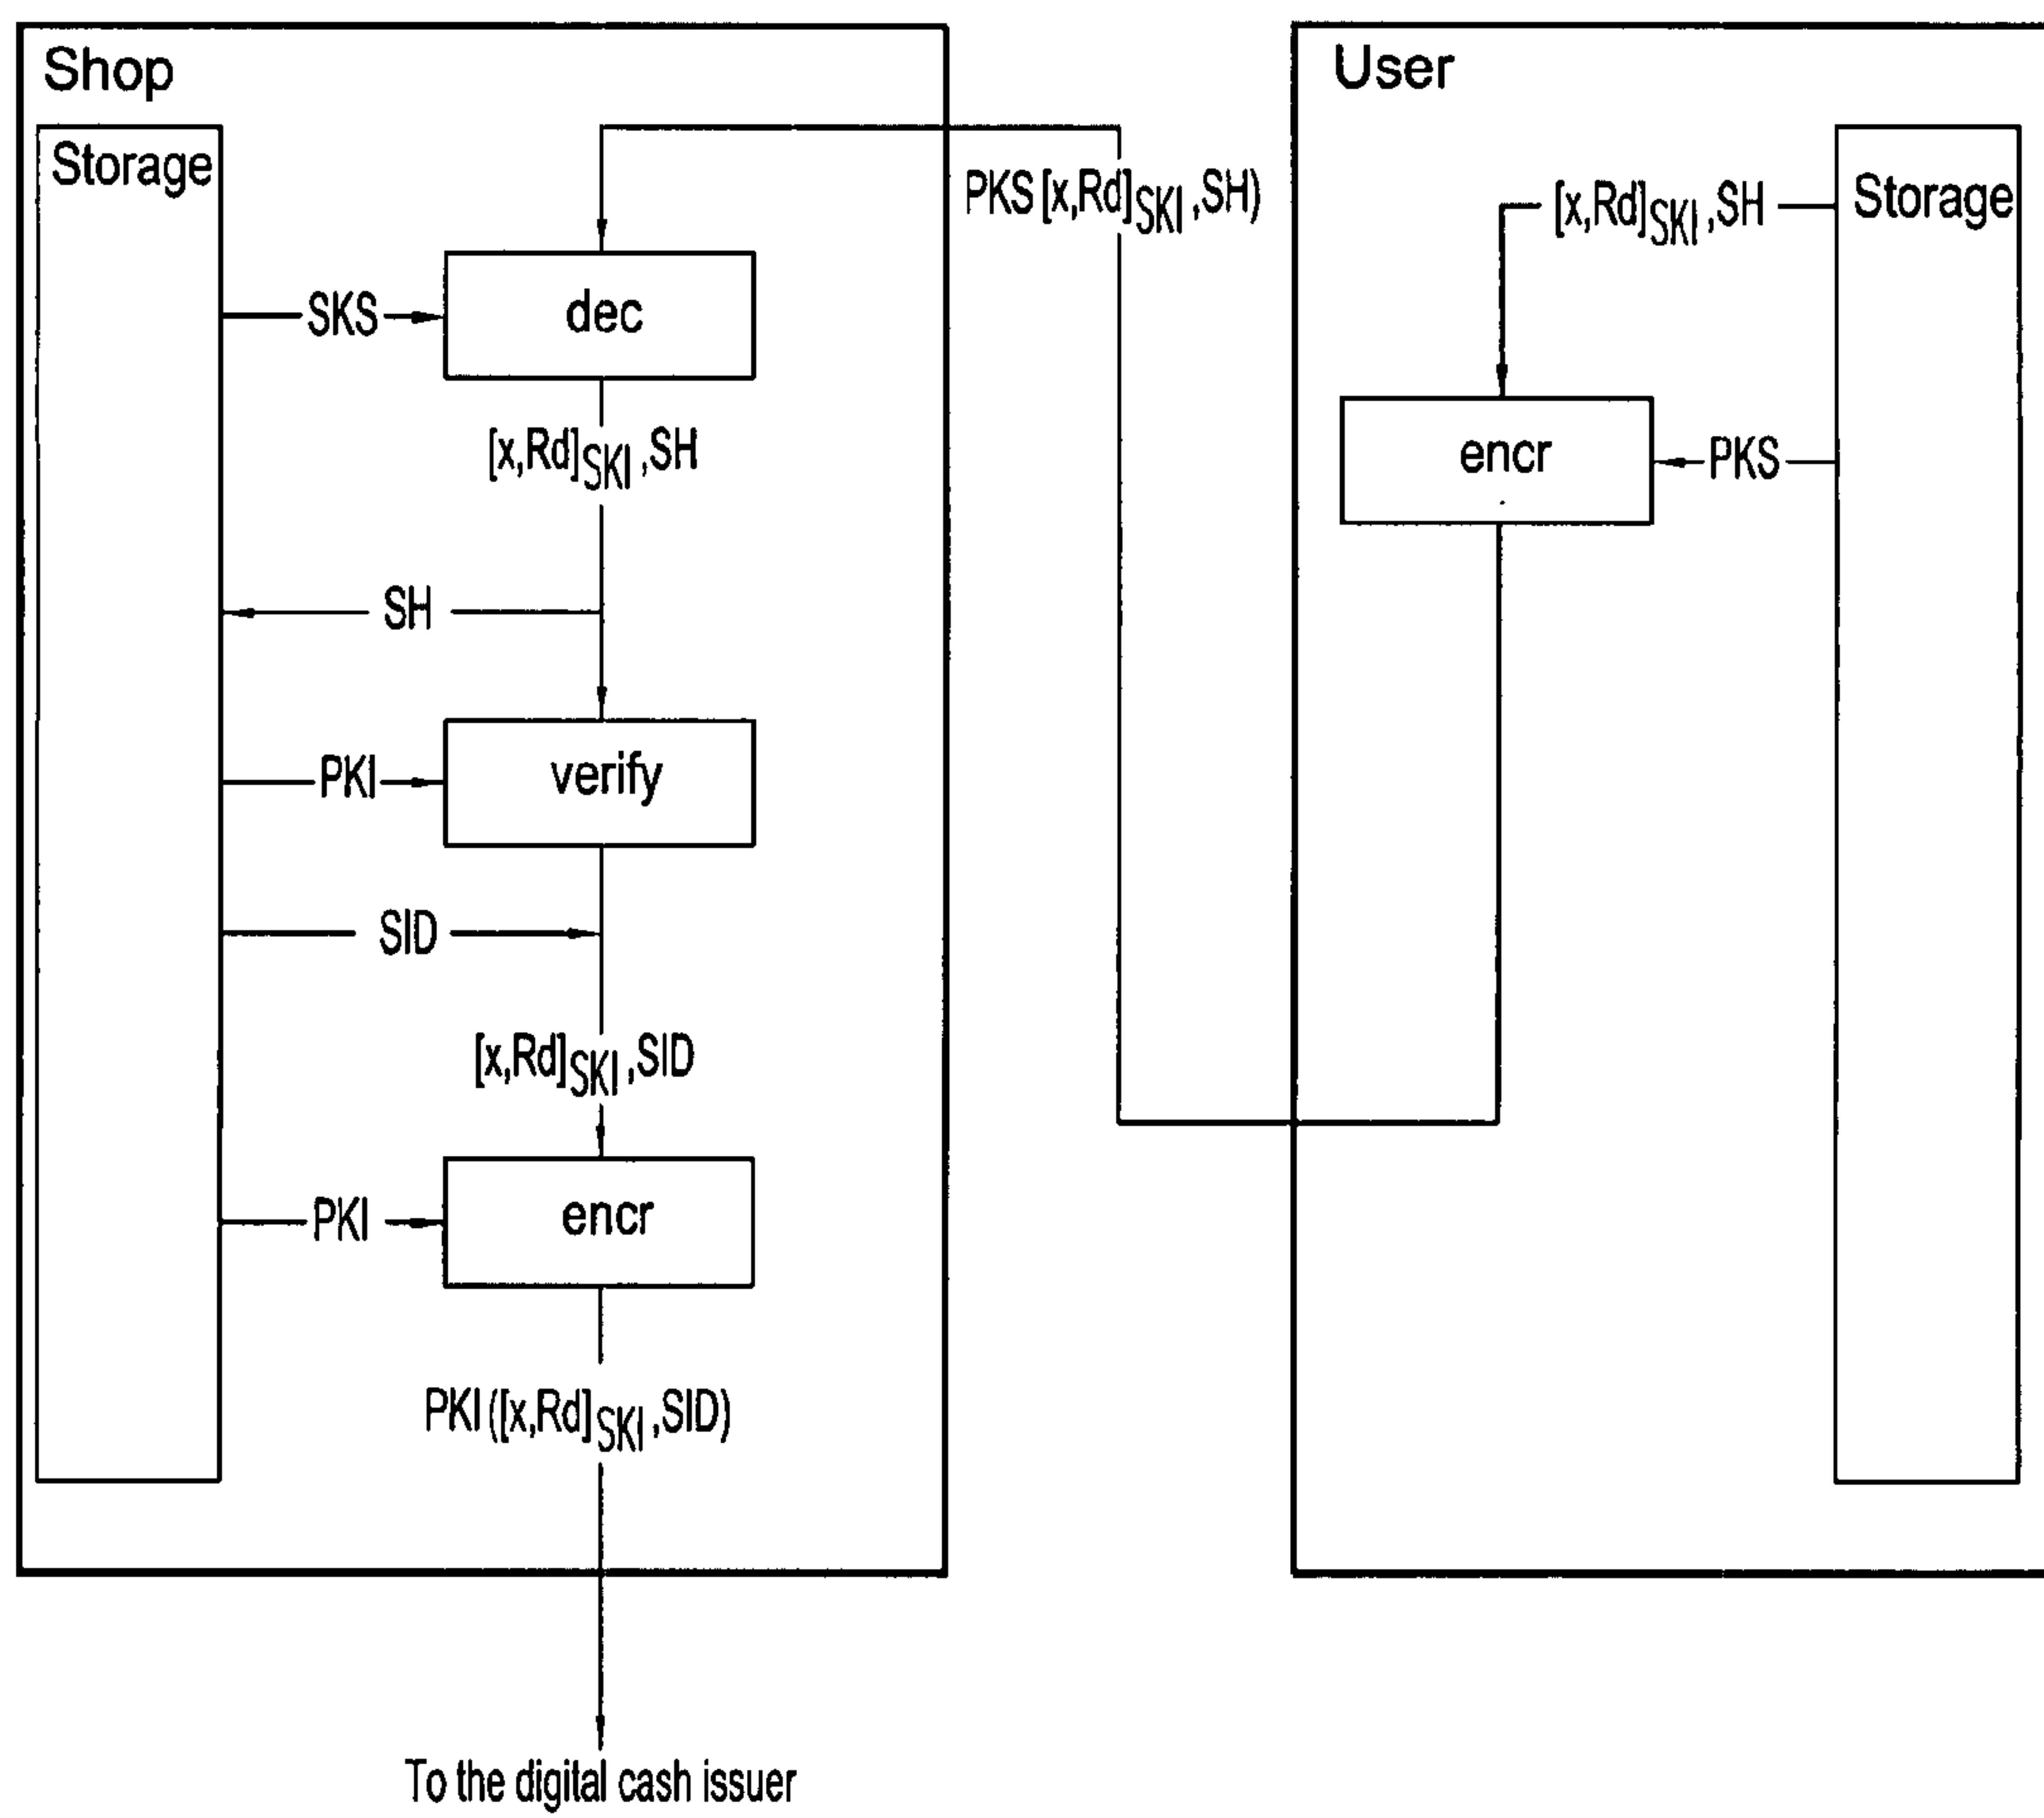 Shop
Storage
SKS
dec
[x,Rd]SKI ,SH
SH
PKI
verify
SID
[x,Rd]SKI ,SID
PKI
encr
PKI ([x,Rd]SKI ,SID)
To the digital cash issuer
PKS [x,Rd]SKI ,SH)
User
[x,Rd]SKI ,SH
Storage
encr
PKS